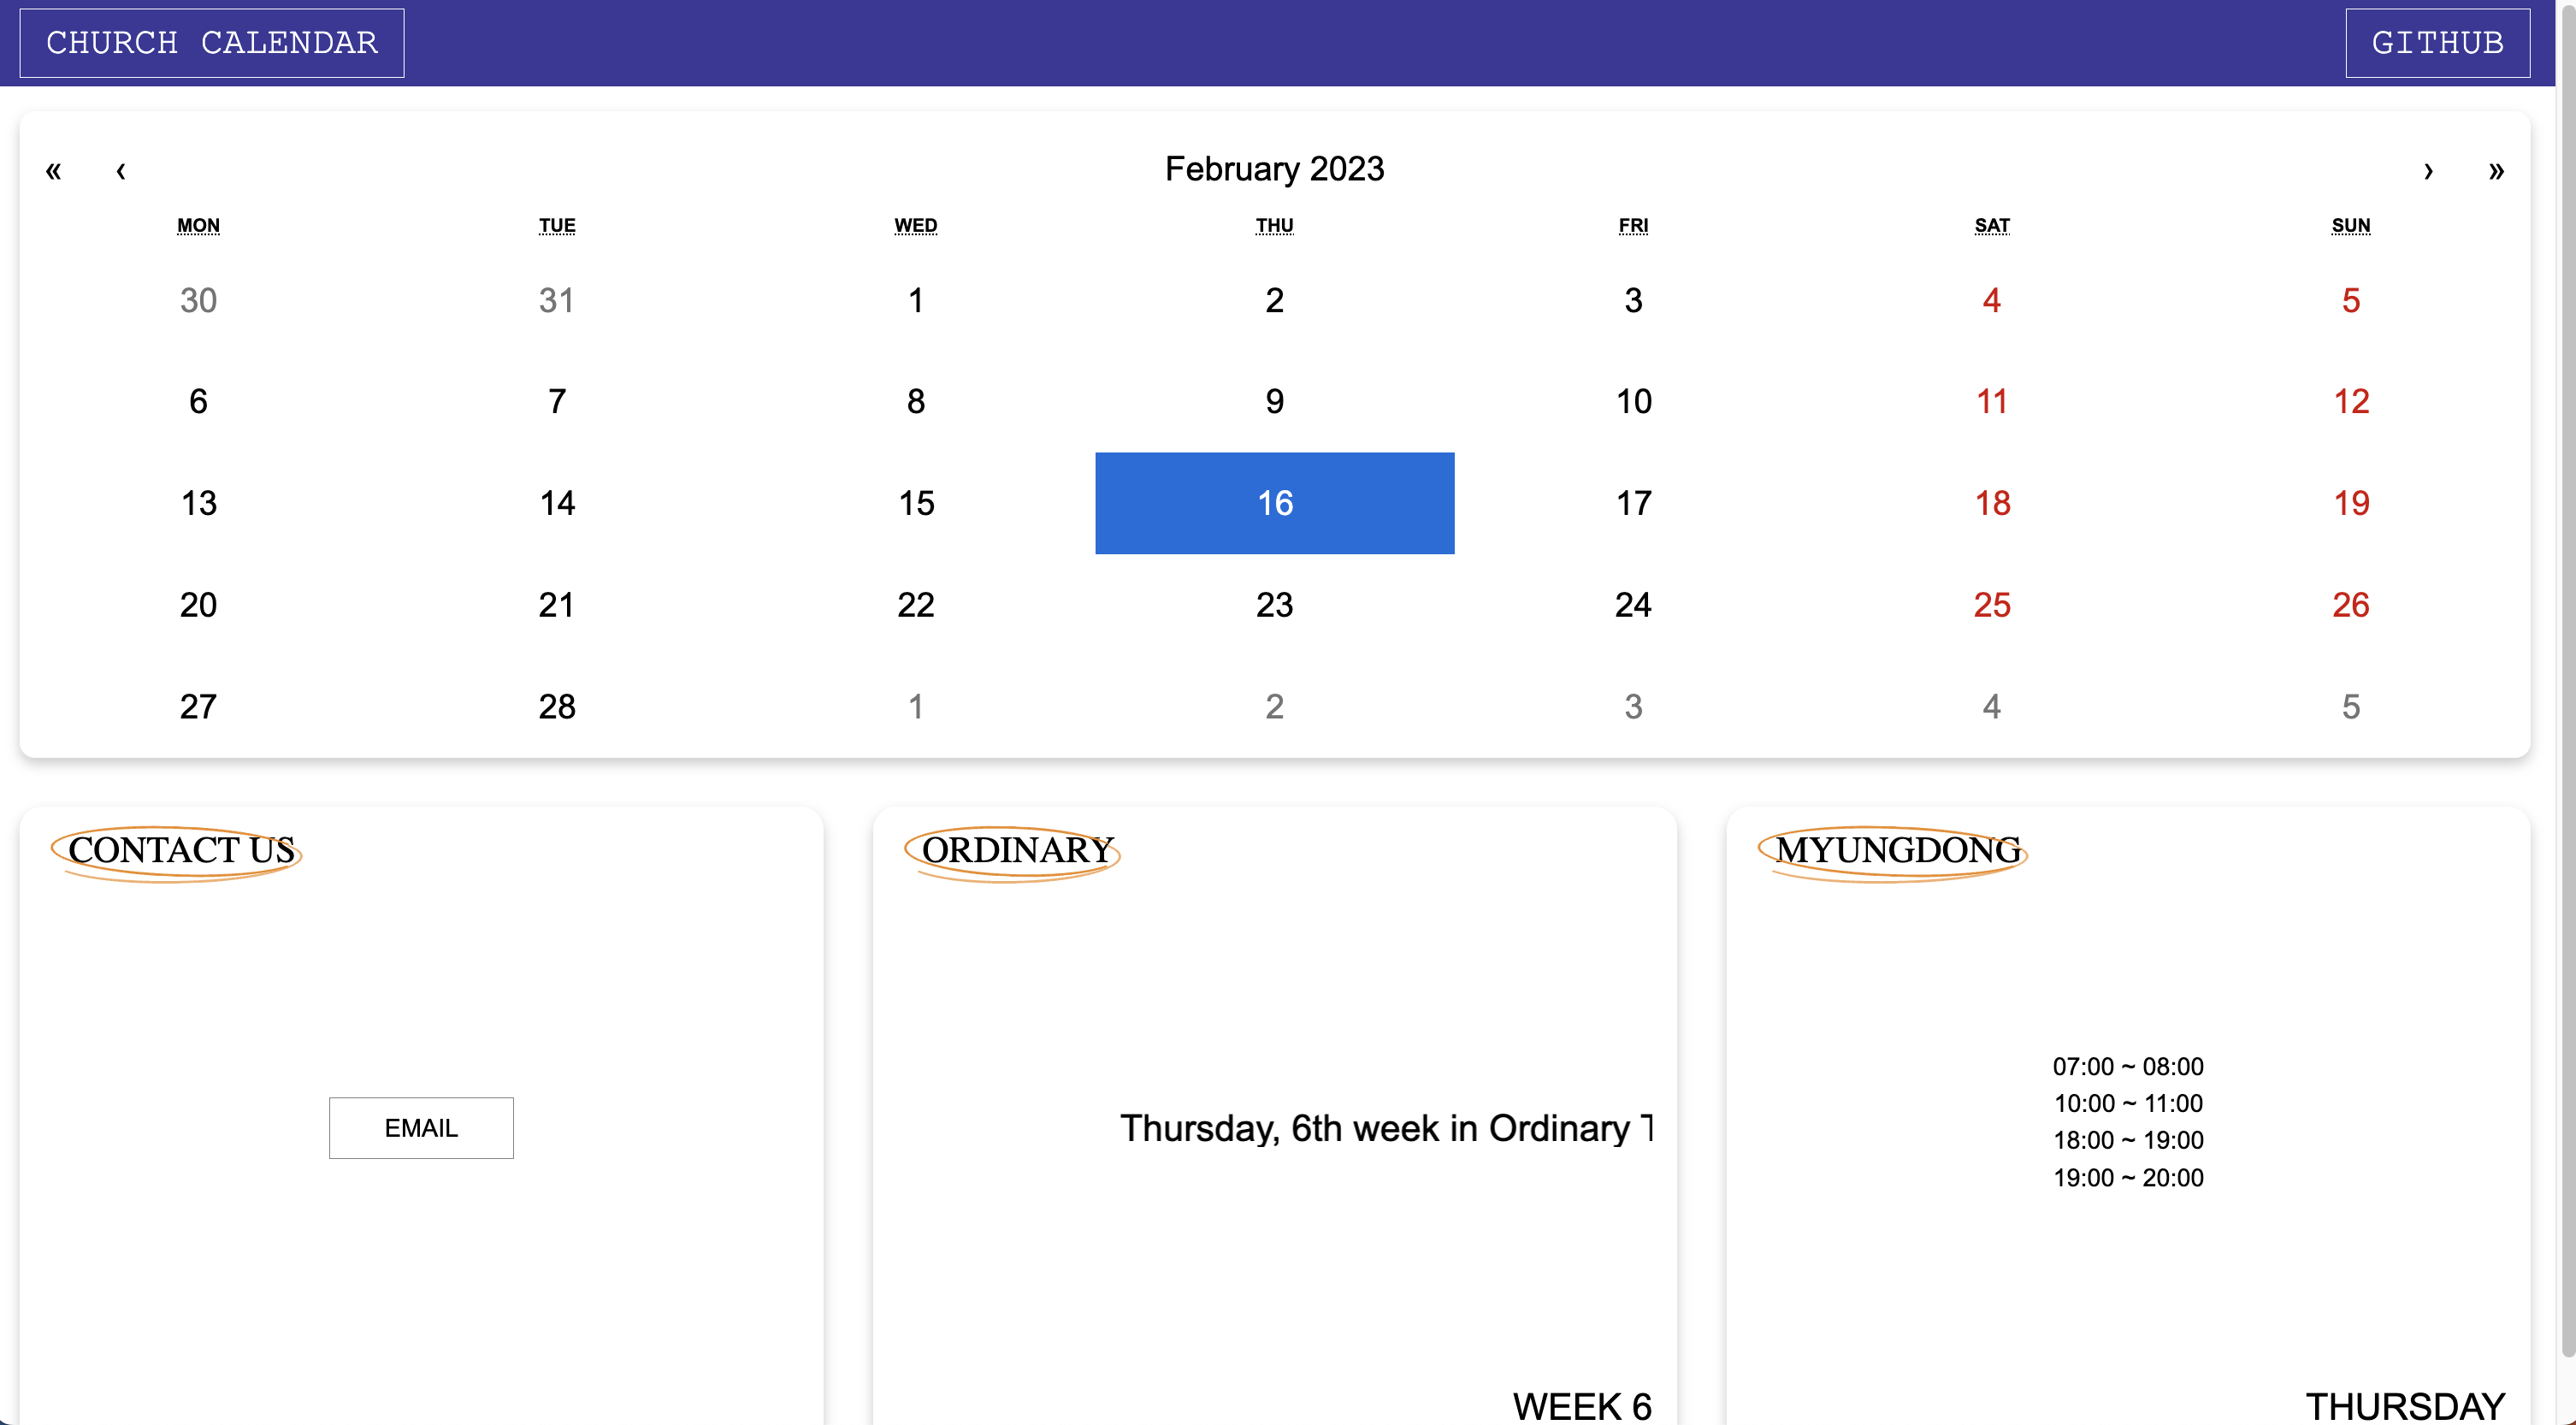 CHURCH CALENDAR GITHUB
« ‹ February 2023 › »
MON TUE WED THU FRI SAT SUN
30 31 1 2 3 4 5
6 7 8 9 10 11 12
13 14 15 16 17 18 19
20 21 22 23 24 25 26
27 28 1 2 3 4 5
CONTACT US
EMAIL
ORDINARY
Thursday, 6th week in Ordinary
WEEK 6
MYUNGDONG
07:00 ~ 08:00
10:00 ~ 11:00
18:00 ~ 19:00
19:00 ~ 20:00
THURSDAY